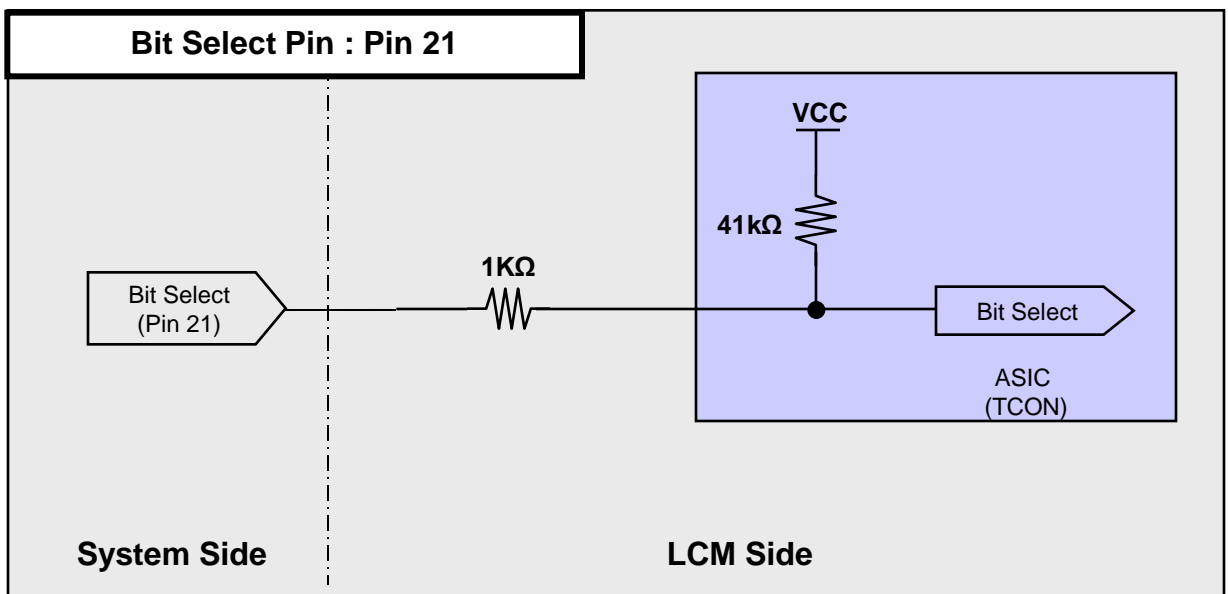 Bit Select Pin : Pin 21
VCC
41kΩ
1KΩ
Bit Select
(Pin 21)
Bit Select
ASIC
(TCON)
System Side
LCM Side